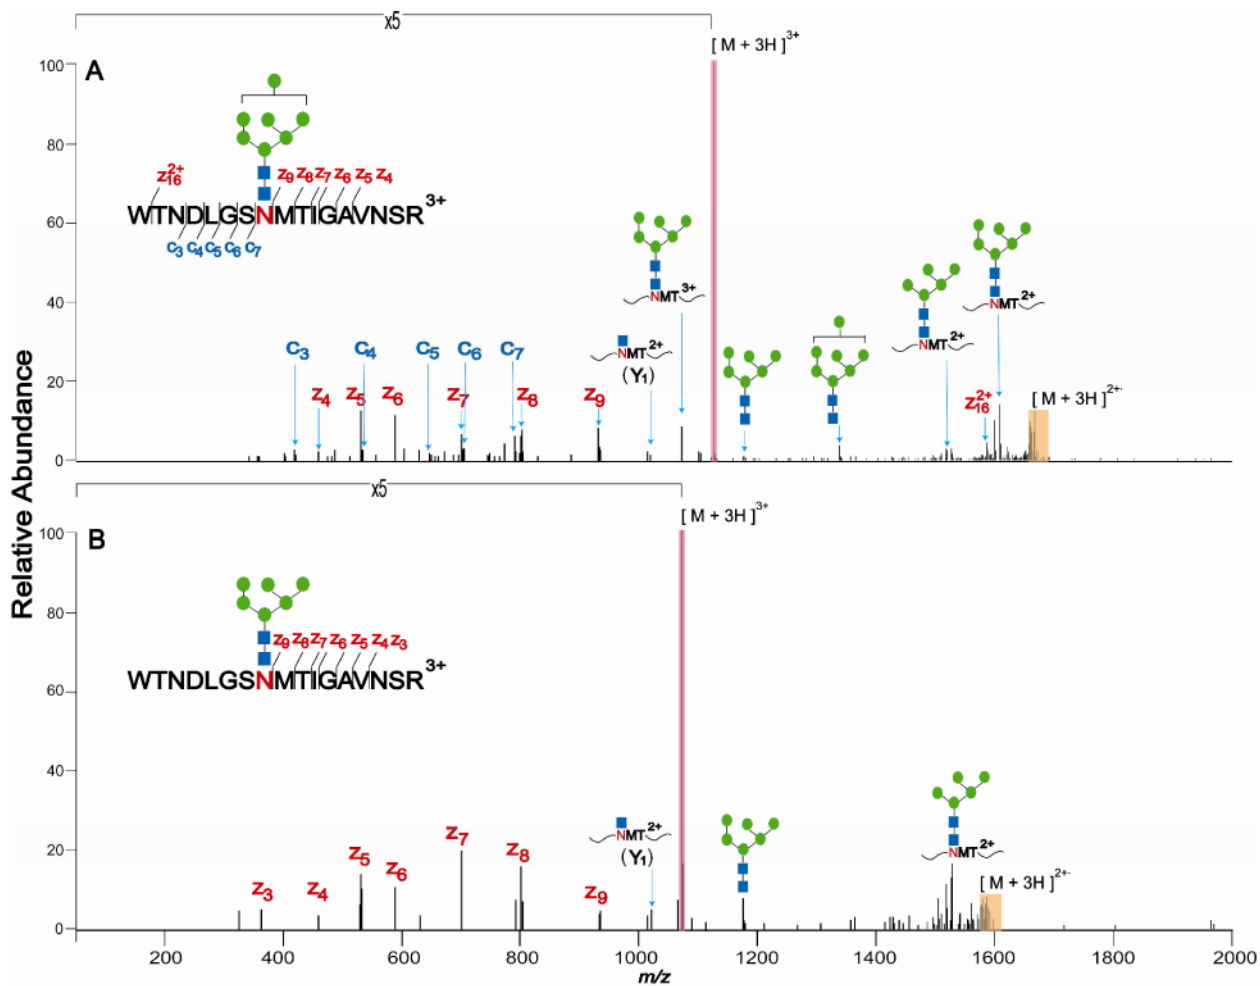 x5
[ M + 3H ]3+
A
100
80
60
40
20
0
z16 2+
z9 z8 z7 z6 z5 z4
WTNDLGSNMTIGAVNSR3+
c3 c4 c5 c6 c7
NMT3+
NMT2+
(Y1)
NMT2+
NMT2+
C3
C4
C5
C6
C7
z4
z5
z6
z7
z8
z9
z16 2+
[ M + 3H ]2+·
Relative Abundance
x5
[ M + 3H ]3+
B
100
80
60
40
20
0
z9 z8 z7 z6 z5 z4 z3
WTNDLGSNMTIGAVNSR3+
NMT2+
(Y1)
NMT2+
z3
z4
z5
z6
z7
z8
z9
[ M + 3H ]2+·
200
400
600
800
1000
1200
1400
1600
1800
2000
m/z